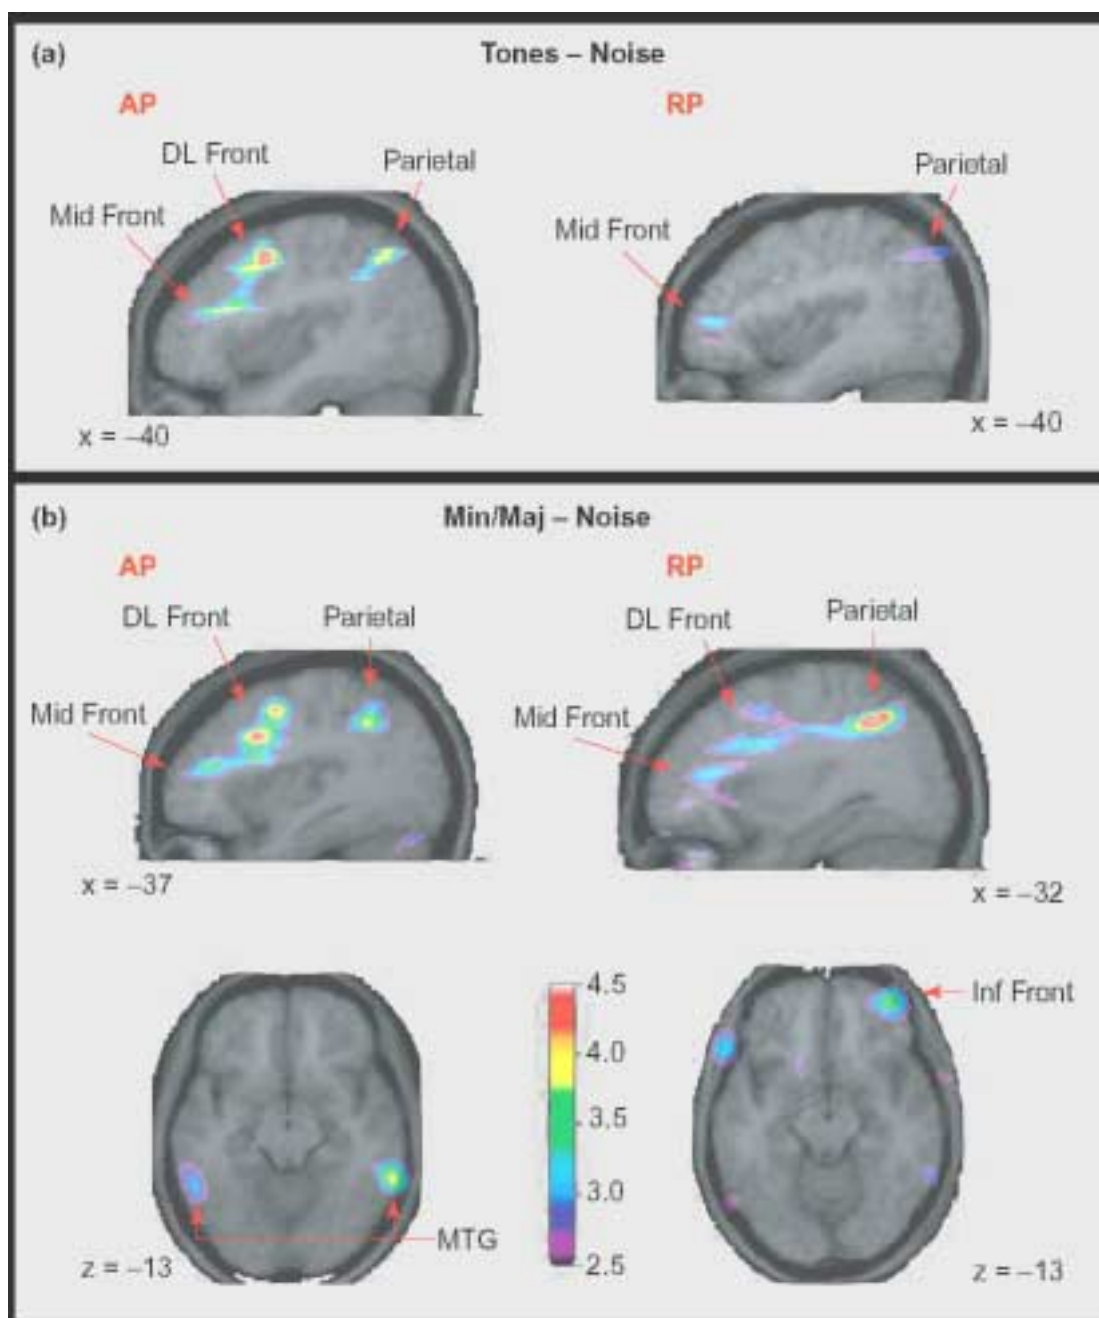 (a) Tones – Noise
AP RP
DL Front Parietal Parietal
Mid Front Mid Front
x = –40 x = –40
(b) Min/Maj – Noise
AP RP
DL Front Parietal DL Front Parietal
Mid Front Mid Front
x = –37 x = –32
4.5 Inf Front
4.0
3.5
3.0
MTG
z = –13 2.5 z = –13